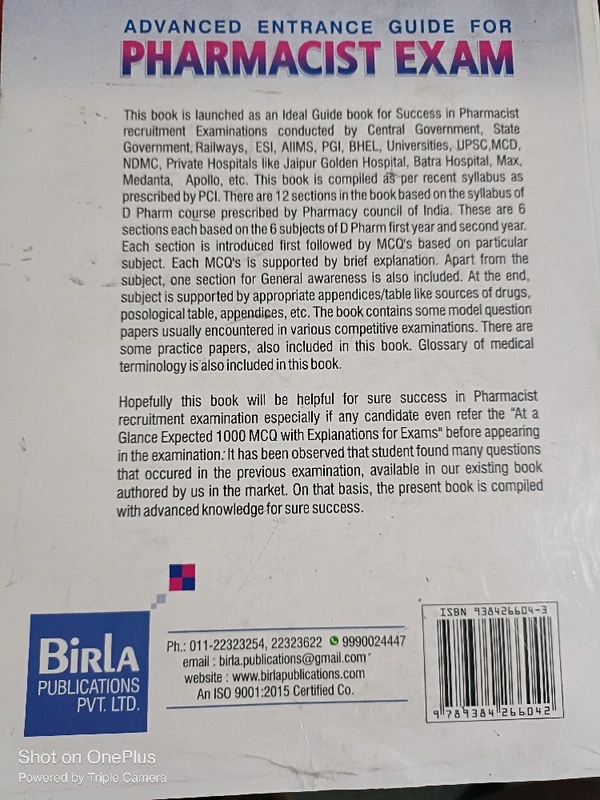 ADVANCED ENTRANCE GUIDE FOR
PHARMACIST EXAM
This book is launched as an Ideal Guide book for Success in Pharmacist
recruitment Examinations conducted by Central Government, State
Government, Railways, ESI, AIIMS, PGI, BHEL, Universities, UPSC,MCD,
NDMC, Private Hospitals like Jaipur Golden Hospital, Batra Hospital, Max,
Medanta, Apollo, etc. This book is compiled as per recent syllabus as
prescribed by PCI. There are 12 sections in the book based on the syllabus of
D Pharm course prescribed by Pharmacy council of India. These are 6
sections each based on the 6 subjects of D Pharm first year and second year.
Each section is introduced first followed by MCQ's based on particular
subject. Each MCQ's is supported by brief explanation. Apart from the
subject, one section for General awareness is also included. At the end,
subject is supported by appropriate appendices/table like sources of drugs,
posological table, appendices, etc. The book contains some model question
papers usually encountered in various competitive examinations. There are
some practice papers, also included in this book. Glossary of medical
terminology is also included in this book.
Hopefully this book will be helpful for sure success in Pharmacist
recruitment examination especially if any candidate even refer the "At a
Glance Expected 1000 MCQ with Explanations for Exams" before appearing
in the examination. It has been observed that student found many questions
that occured in the previous examination, available in our existing book
authored by us in the market. On that basis, the present book is compiled
with advanced knowledge for sure success.
BIRLA
PUBLICATIONS
PVT. LTD.
Ph.: 011-22323254, 22323622 9990024447
email : birla.publications@gmail.com
website : www.birlapublications.com
An ISO 9001:2015 Certified Co.
ISBN 938426604-3
9 789384 266042
Shot on OnePlus
Powered by Triple Camera